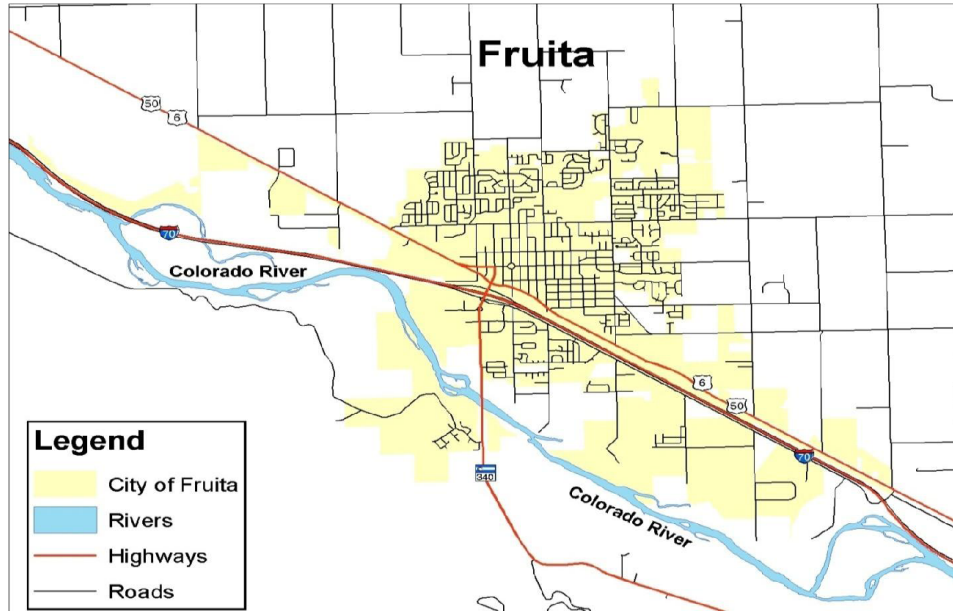 Fruita
50
6
70
Colorado River
6
50
70
340
Colorado River
Legend
City of Fruita
Rivers
Highways
Roads